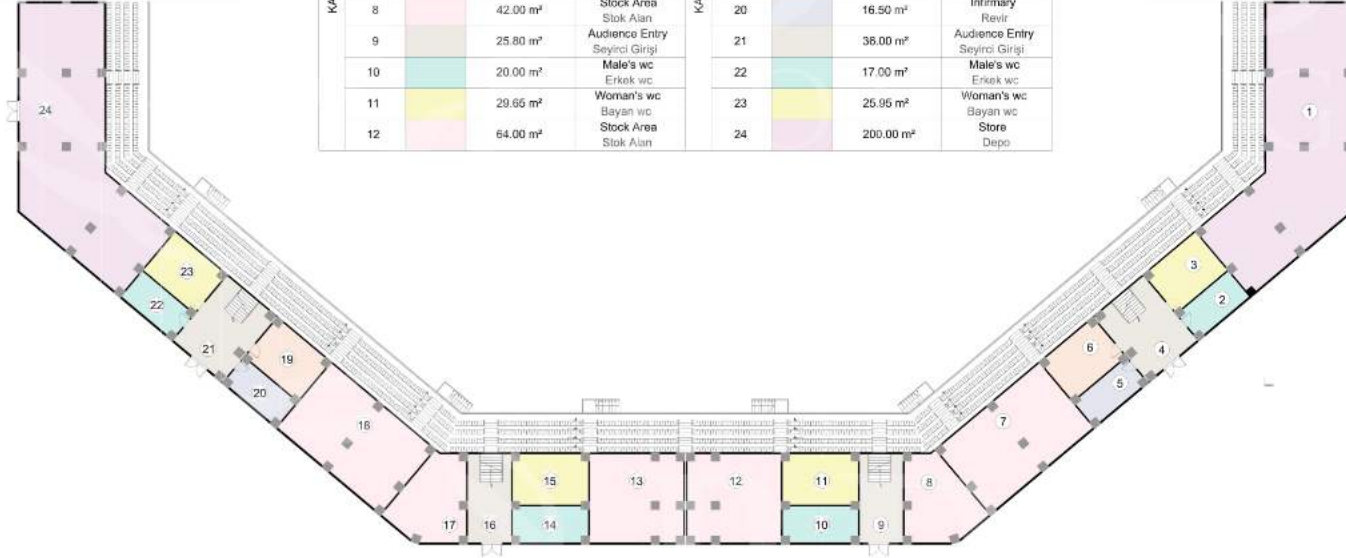 KA
8 42.00 m² Stock Area
Stok Alan
9 25.80 m² Audience Entry
Seyirci Girişi
10 20.00 m² Male's wc
Erkek wc
11 29.65 m² Woman's wc
Bayan wc
12 64.00 m² Stock Area
Stok Alan
KA
20 16.50 m² Infirmary
Revir
21 36.00 m² Audience Entry
Seyirci Girişi
22 17.00 m² Male's wc
Erkek wc
23 25.95 m² Woman's wc
Bayan wc
24 200.00 m² Store
Depo
24
1
23
3
22
2
21
4
19
6
20
5
18
7
15
13
12
11
8
17
16
14
10
9